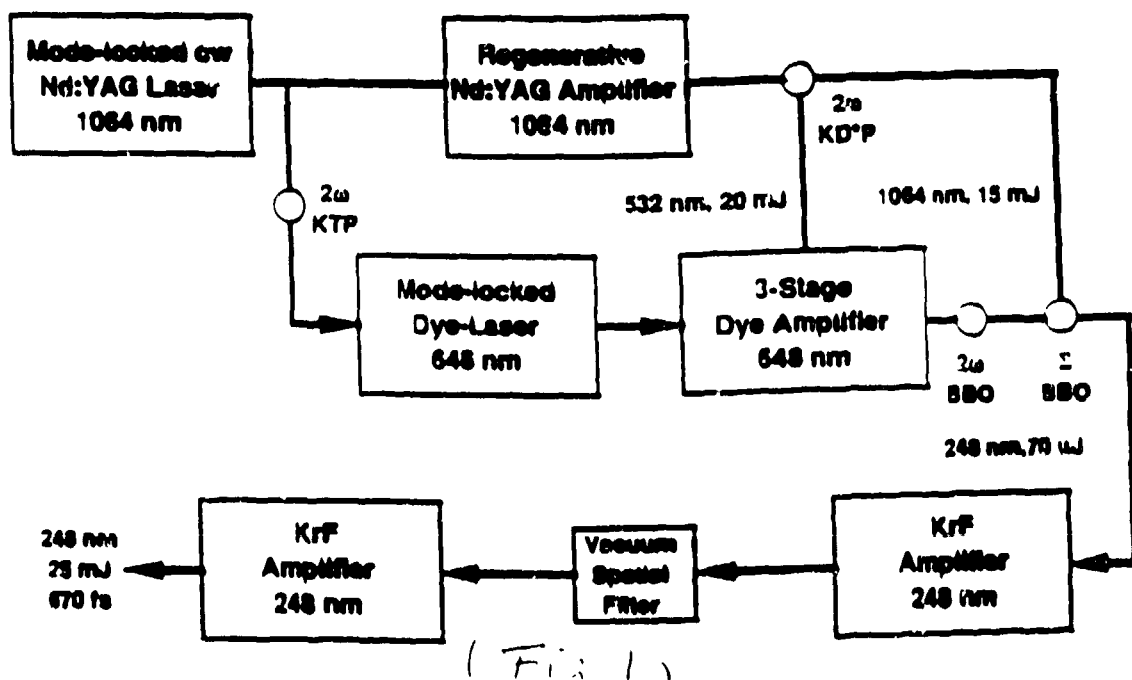 Mode-locked cw
Nd:YAG Laser
1064 nm
Regenerative
Nd:YAG Amplifier
1064 nm
2ω
KD*P
2ω
KTP
532 nm, 20 mJ
1064 nm, 15 mJ
Mode-locked
Dye-Laser
648 nm
3-Stage
Dye Amplifier
648 nm
2ω
BBO
Σ
BBO
248 nm, 70 uJ
KrF
Amplifier
248 nm
Vacuum
Spatial
Filter
KrF
Amplifier
248 nm
248 nm
25 mJ
670 fs
(Fig 1)